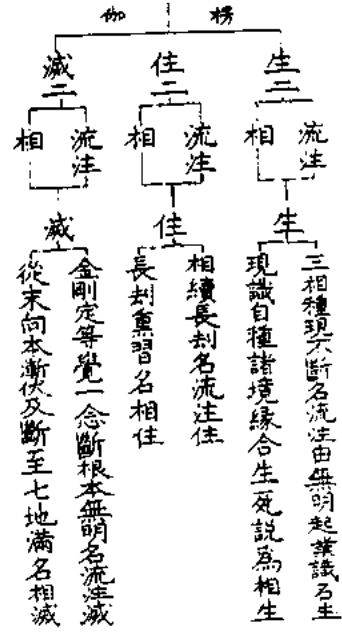 楞伽
生二
流注
相
生
三相種現不斷名流注由無明起業識名生
現識自種諸境緣合生死説為相生
住二
流注
相
住
相續長劫名流注住
長劫熏習名相住
滅二
流注
相
滅
金剛定等覺一念斷根本無明名流注滅
從末向本漸伏及斷至七地滿名相滅